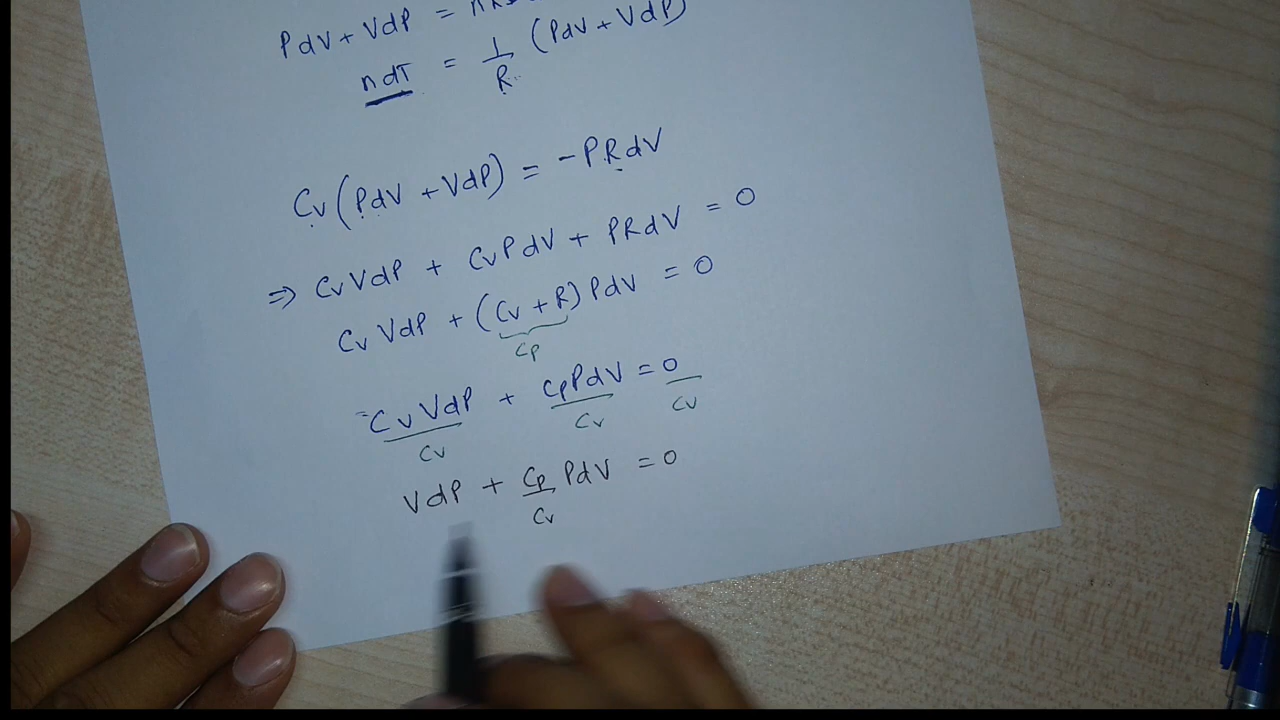 PdV + VdP = nR
ndT = 1/R (PdV + VdP)
Cv(PdV + VdP) = -PRdV
⇒ CvVdP + CvPdV + PRdV = 0
CvVdP + (Cv + R)PdV = 0
Cp
CvVdP/Cv + CpPdV/Cv = 0/Cv
VdP + Cp/Cv PdV = 0